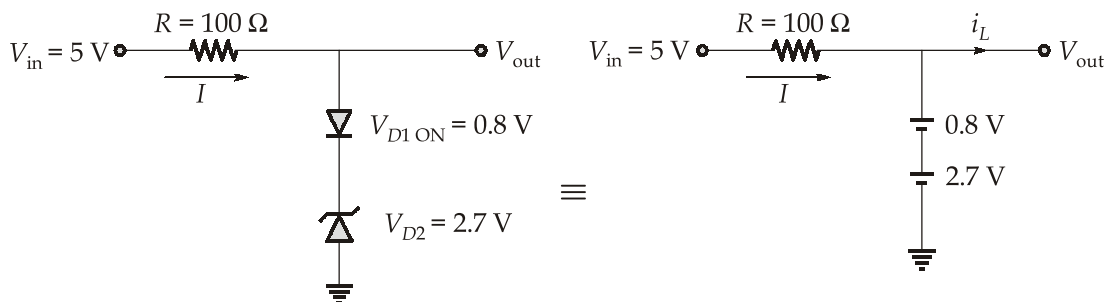 R = 100 Ω
V_in = 5 V
V_out
I
V_D1 ON = 0.8 V
V_D2 = 2.7 V
≡
R = 100 Ω
i_L
V_in = 5 V
V_out
I
0.8 V
2.7 V